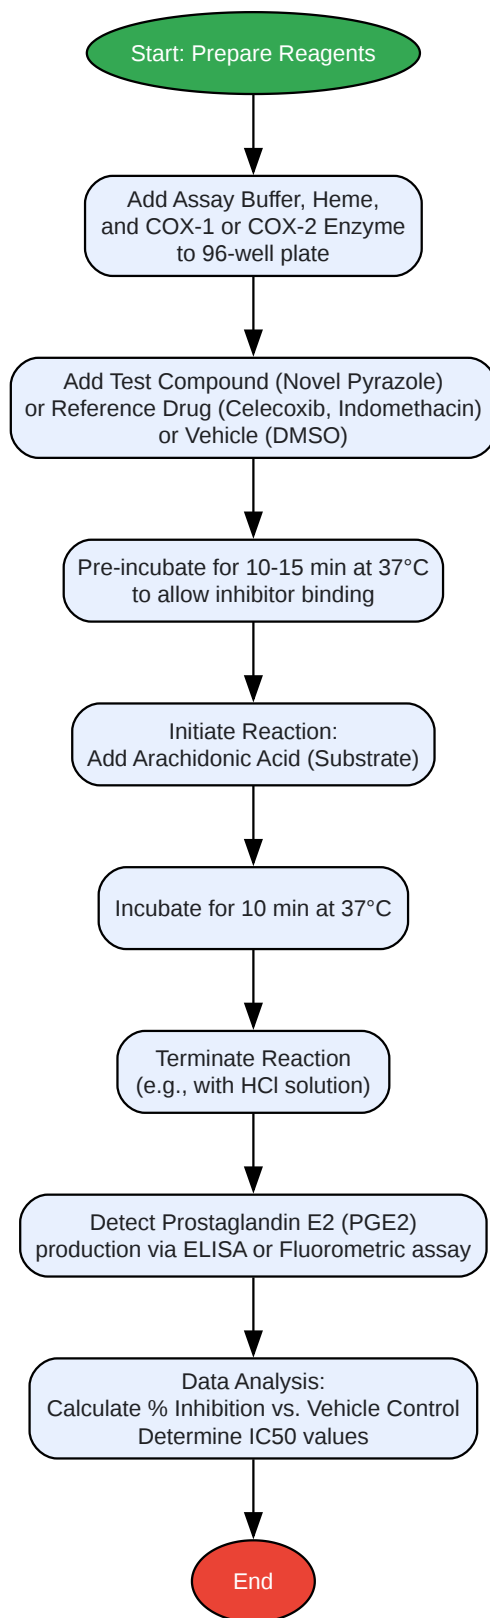 Start: Prepare Reagents
Add Assay Buffer, Heme,
and COX-1 or COX-2 Enzyme
to 96-well plate
Add Test Compound (Novel Pyrazole)
or Reference Drug (Celecoxib, Indomethacin)
or Vehicle (DMSO)
Pre-incubate for 10-15 min at 37°C
to allow inhibitor binding
Initiate Reaction:
Add Arachidonic Acid (Substrate)
Incubate for 10 min at 37°C
Terminate Reaction
(e.g., with HCl solution)
Detect Prostaglandin E2 (PGE2)
production via ELISA or Fluorometric assay
Data Analysis:
Calculate % Inhibition vs. Vehicle Control
Determine IC50 values
End